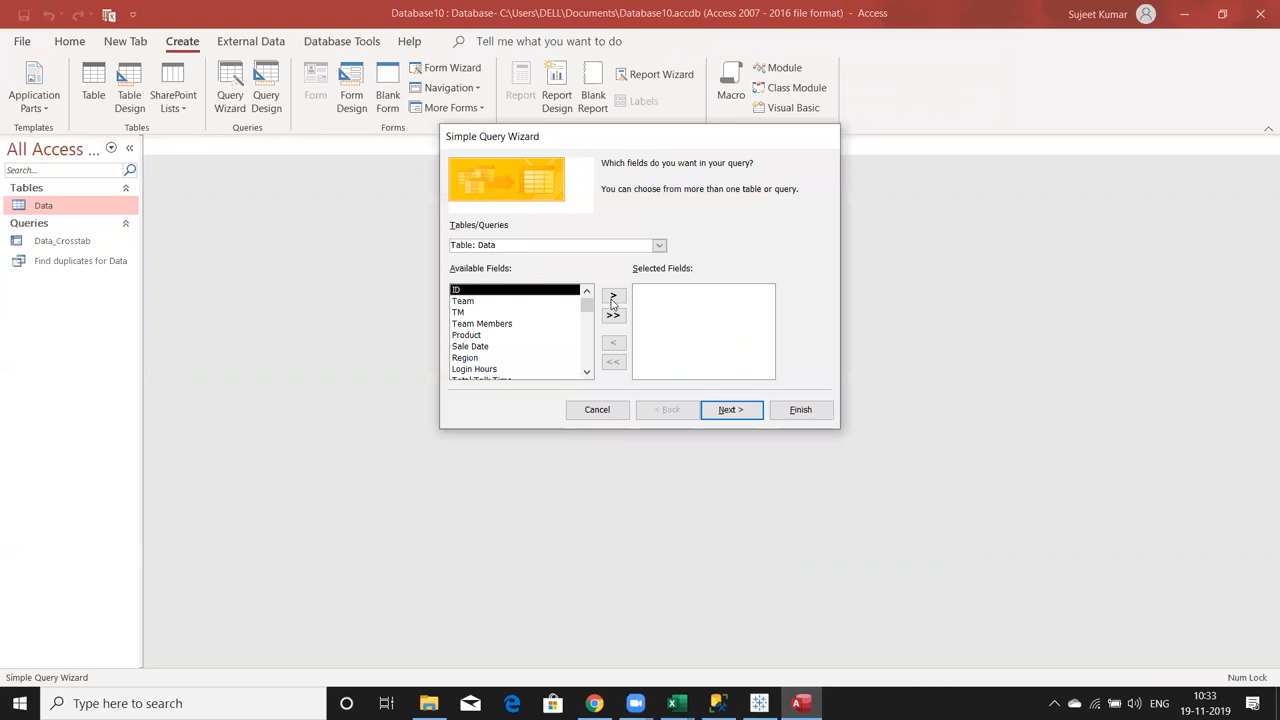 Database10 : Database- C:\Users\DELL\Documents\Database10.accdb (Access 2007 - 2016 file format) - Access
Sujeet Kumar
File Home New Tab Create External Data Database Tools Help Tell me what you want to do
Application Parts
Table
Table Design
SharePoint Lists
Query Wizard
Query Design
Form
Form Design
Blank Form
Form Wizard
Navigation
More Forms
Report
Report Design
Blank Report
Report Wizard
Labels
Macro
Module
Class Module
Visual Basic
Templates Tables Queries Forms
All Access ...
Search...
Tables
Data
Queries
Data_Crosstab
Find duplicates for Data
Simple Query Wizard
Which fields do you want in your query?
You can choose from more than one table or query.
Tables/Queries
Table: Data
Available Fields:
Selected Fields:
ID
Team
TM
Team Members
Product
Sale Date
Region
Login Hours
Total Talk Time
>
>>
<
<<
Cancel < Back Next > Finish
Simple Query Wizard
Num Lock
Type here to search
ENG
10:33
19-11-2019